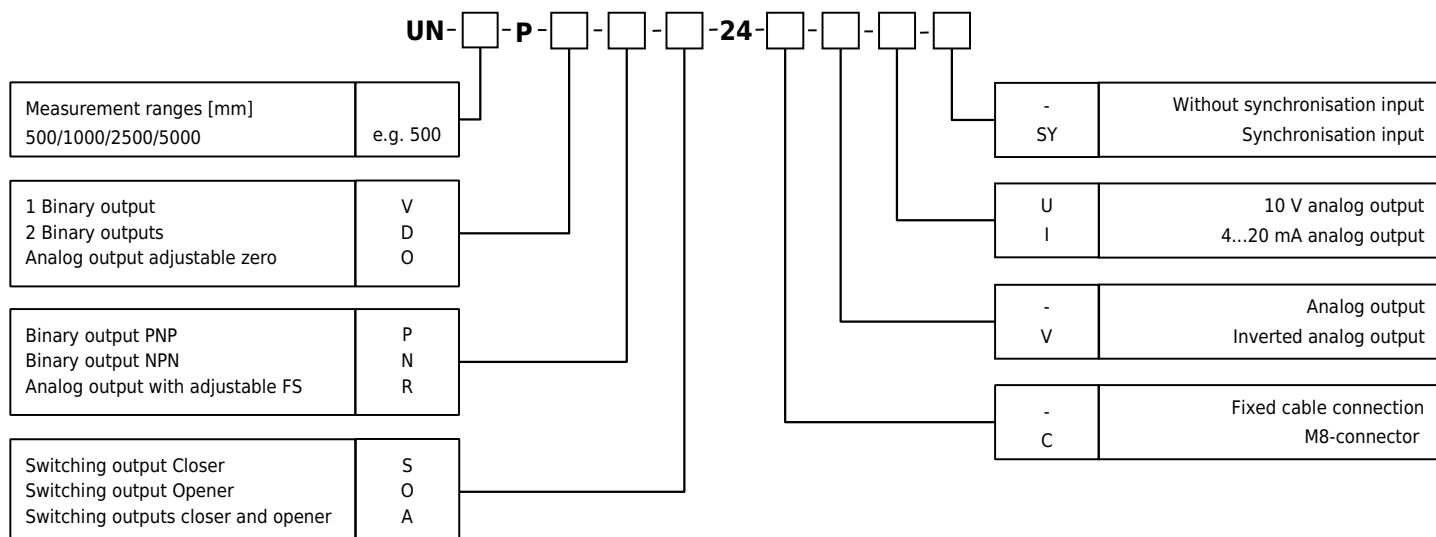 UN- -P- - - -24- - - -
Measurement ranges [mm]
500/1000/2500/5000 e.g. 500
1 Binary output V
2 Binary outputs D
Analog output adjustable zero O
Binary output PNP P
Binary output NPN N
Analog output with adjustable FS R
Switching output Closer S
Switching output Opener O
Switching outputs closer and opener A
- Without synchronisation input
SY Synchronisation input
U 10 V analog output
I 4...20 mA analog output
- Analog output
V Inverted analog output
- Fixed cable connection
C M8-connector